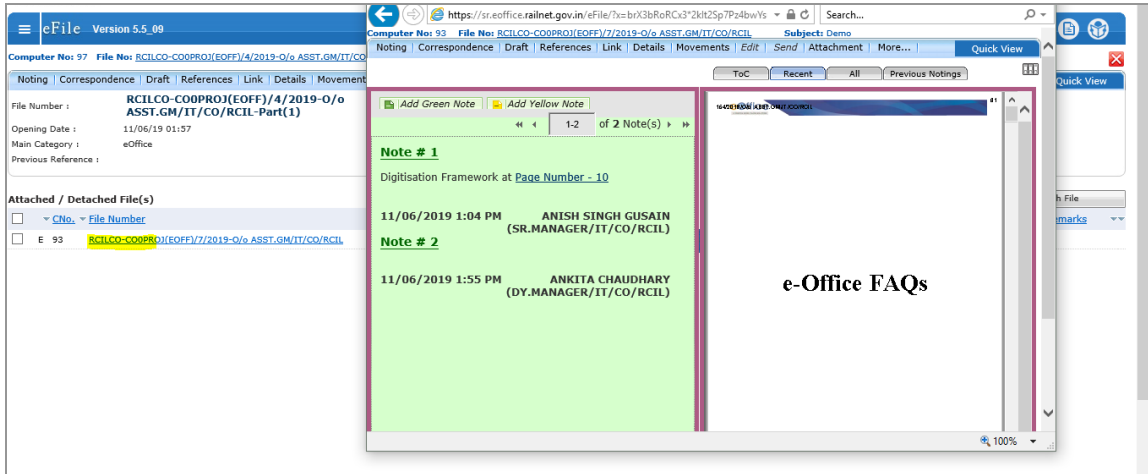 eFile Version 5.5_09
Computer No: 97 File No: RCILCO-CO0PROJ(EOFF)/4/2019-O/o ASST.GM/IT/CO
Noting | Correspondence | Draft | References | Link | Details | Movement
Quick View
File Number : RCILCO-CO0PROJ(EOFF)/4/2019-O/o
ASST.GM/IT/CO/RCIL-Part(1)
Opening Date : 11/06/19 01:57
Main Category : eOffice
Previous Reference :
Attached / Detached File(s)
h File
CNo. File Number
emarks
E 93 RCILCO-CO0PROJ(EOFF)/7/2019-O/o ASST.GM/IT/CO/RCIL
https://sr.eoffice.railnet.gov.in/eFile/?x=brX3bRoRCx3*2klt2Sp7Pz4bwYs
Search...
Computer No: 93 File No: RCILCO-CO0PROJ(EOFF)/7/2019-O/o ASST.GM/IT/CO/RCIL Subject: Demo
Noting | Correspondence | Draft | References | Link | Details | Movements | Edit | Send | Attachment | More... |
Quick View
ToC Recent All Previous Notings
Add Green Note Add Yellow Note
1-2 of 2 Note(s)
Note # 1
Digitisation Framework at Page Number - 10
11/06/2019 1:04 PM ANISH SINGH GUSAIN
(SR.MANAGER/IT/CO/RCIL)
Note # 2
11/06/2019 1:55 PM ANKITA CHAUDHARY
(DY.MANAGER/IT/CO/RCIL)
e-Office FAQs
100%